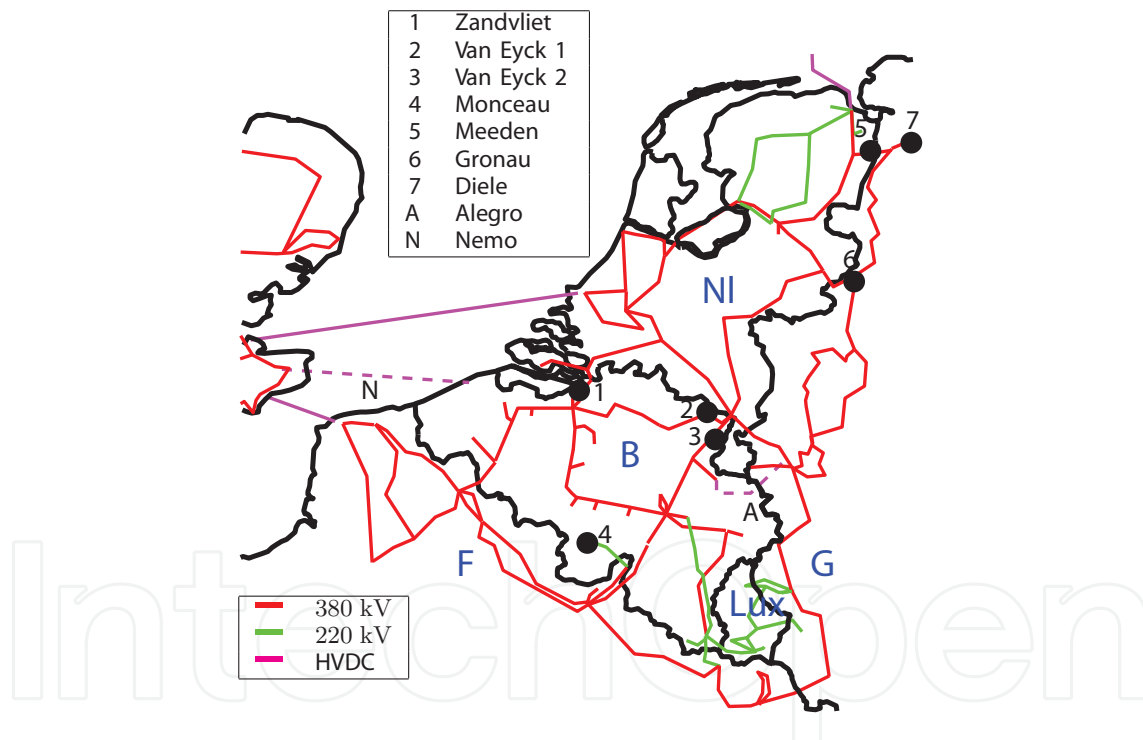 1 Zandvliet
2 Van Eyck 1
3 Van Eyck 2
4 Monceau
5 Meeden
6 Gronau
7 Diele
A Alegro
N Nemo
5
7
6
Nl
N
1
2
3
B
A
4
F
G
Lux
380 kV
220 kV
HVDC
IntechOpen